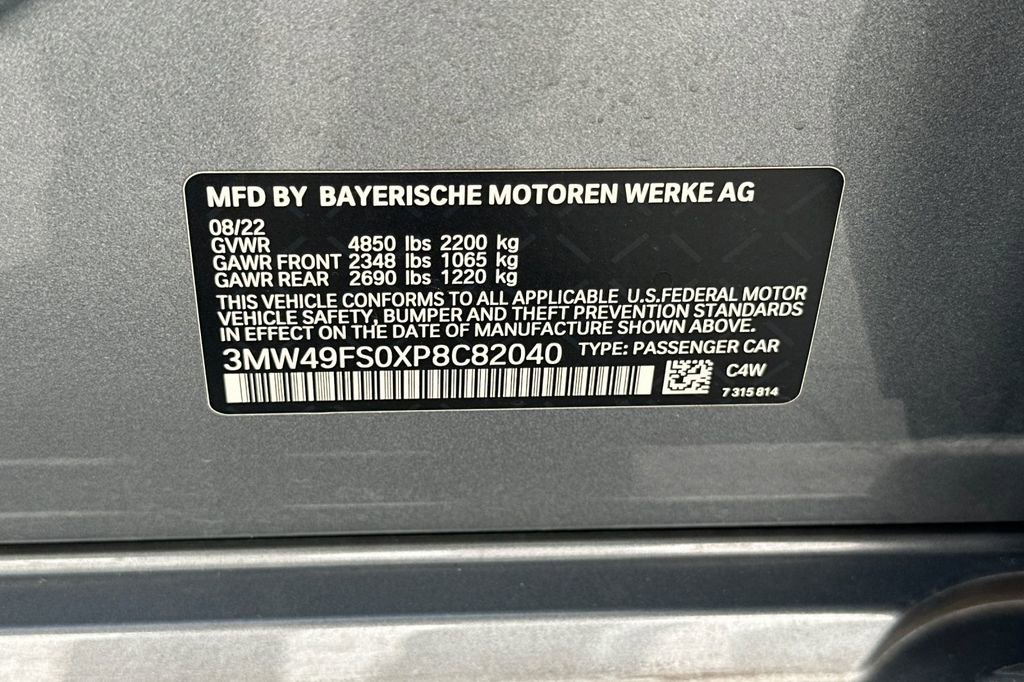 MFD BY BAYERISCHE MOTOREN WERKE AG
08/22
GVWR 4850 lbs 2200 kg
GAWR FRONT 2348 lbs 1065 kg
GAWR REAR 2690 lbs 1220 kg
THIS VEHICLE CONFORMS TO ALL APPLICABLE U.S.FEDERAL MOTOR
VEHICLE SAFETY, BUMPER AND THEFT PREVENTION STANDARDS
IN EFFECT ON THE DATE OF MANUFACTURE SHOWN ABOVE.
3MW49FS0XP8C82040 TYPE: PASSENGER CAR
C4W
7 315 814